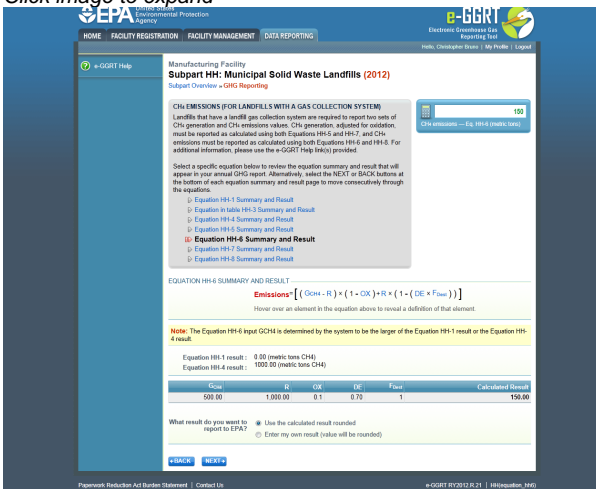 Click image to expand
United States
EPA Environmental Protection
Agency
e-GGRT
Electronic Greenhouse Gas
Reporting Tool
HOME FACILITY REGISTRATION FACILITY MANAGEMENT DATA REPORTING
Hello, Christopher Bruno | My Profile | Logout
e-GGRT Help
Manufacturing Facility
Subpart HH: Municipal Solid Waste Landfills (2012)
Subpart Overview » GHG Reporting
CH4 EMISSIONS (FOR LANDFILLS WITH A GAS COLLECTION SYSTEM)
Landfills that have a landfill gas collection system are required to report two sets of
CH4 generation and CH4 emissions values. CH4 generation, adjusted for oxidation,
must be reported as calculated using both Equations HH-5 and HH-7, and CH4
emissions must be reported as calculated using both Equations HH-6 and HH-8. For
additional information, please use the e-GGRT Help link(s) provided.
Select a specific equation below to review the equation summary and result that will
appear in your annual GHG report. Alternatively, select the NEXT or BACK buttons at
the bottom of each equation summary and result page to move consecutively through
the equations.
Equation HH-1 Summary and Result
Equation in table HH-3 Summary and Result
Equation HH-4 Summary and Result
Equation HH-5 Summary and Result
Equation HH-6 Summary and Result
Equation HH-7 Summary and Result
Equation HH-8 Summary and Result
150
CH4 emissions — Eq. HH-6 (metric tons)
EQUATION HH-6 SUMMARY AND RESULT
Emissions=[ ( GCH4 - R ) × ( 1 - OX ) + R × ( 1 - ( DE × FDest ) ) ]
Hover over an element in the equation above to reveal a definition of that element.
Note: The Equation HH-6 input GCH4 is determined by the system to be the larger of the Equation HH-1 result or the Equation HH-
4 result.
Equation HH-1 result : 0.00 (metric tons CH4)
Equation HH-4 result : 1000.00 (metric tons CH4)
GCH4 R OX DE FDest Calculated Result
500.00 1,000.00 0.1 0.70 1 150.00
What result do you want to
report to EPA?
Use the calculated result rounded
Enter my own result (value will be rounded)
BACK NEXT
Paperwork Reduction Act Burden Statement | Contact Us
e-GGRT RY2012.R.21 | HH(equation_hh6)